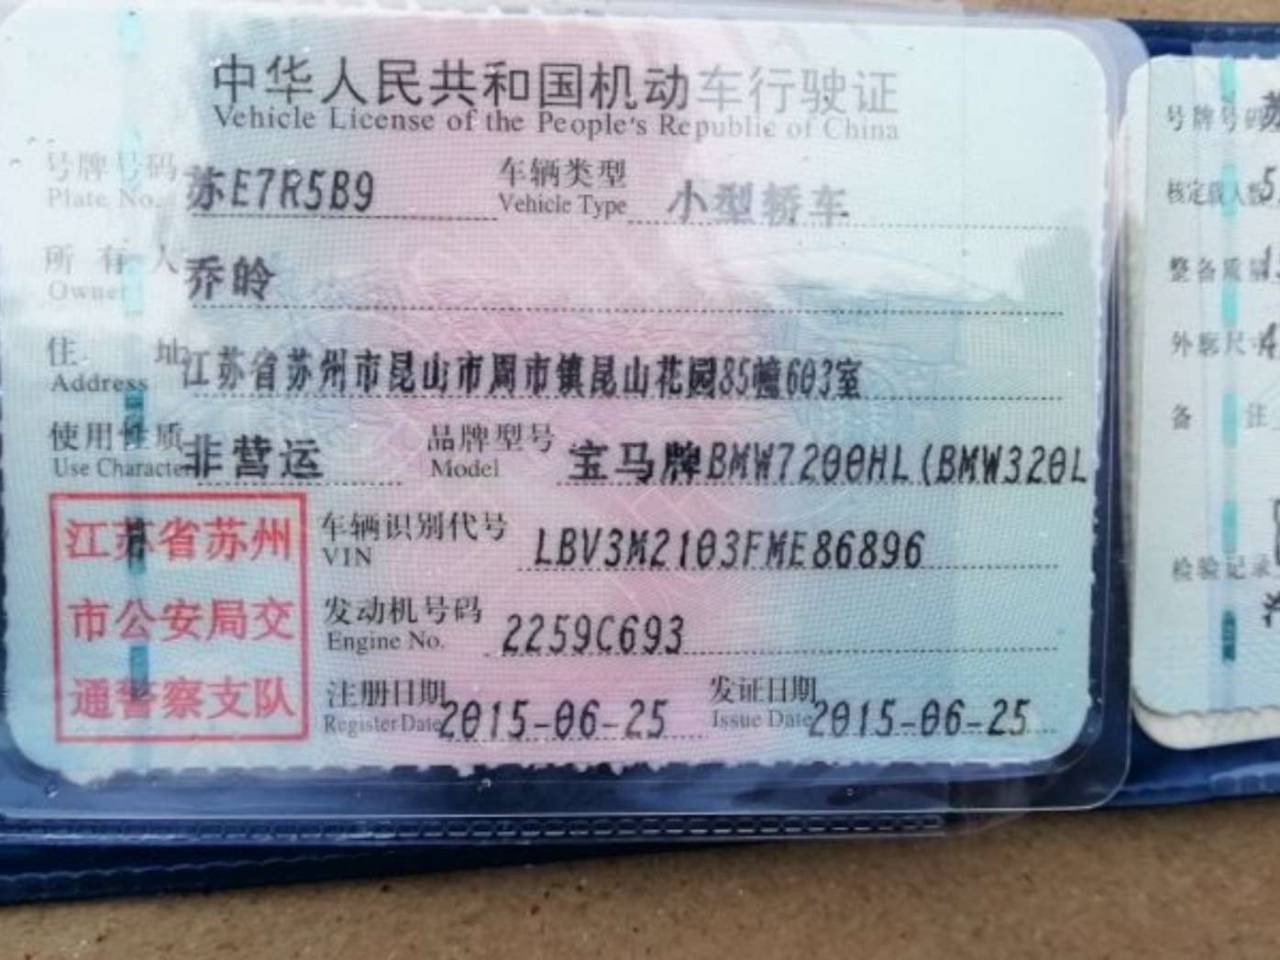 中华人民共和国机动车行驶证
Vehicle License of the People's Republic of China
号牌号码 苏E7R5B9 车辆类型 小型轿车
Plate No. Vehicle Type
所有人 乔皊
Owner
住址 江苏省苏州市昆山市周市镇昆山花园85幢603室
Address
使用性质 非营运 品牌型号 宝马牌BMW7200HL(BMW320L
Use Character Model
江苏省苏州
市公安局交
通警察支队
车辆识别代号 LBV3M2103FME86896
VIN
发动机号码 2259C693
Engine No.
注册日期 2015-06-25 发证日期 2015-06-25
Register Date Issue Date
号牌号码 苏
核定载人数 5
整备质量 1
外廓尺寸 4
备注
检验记录